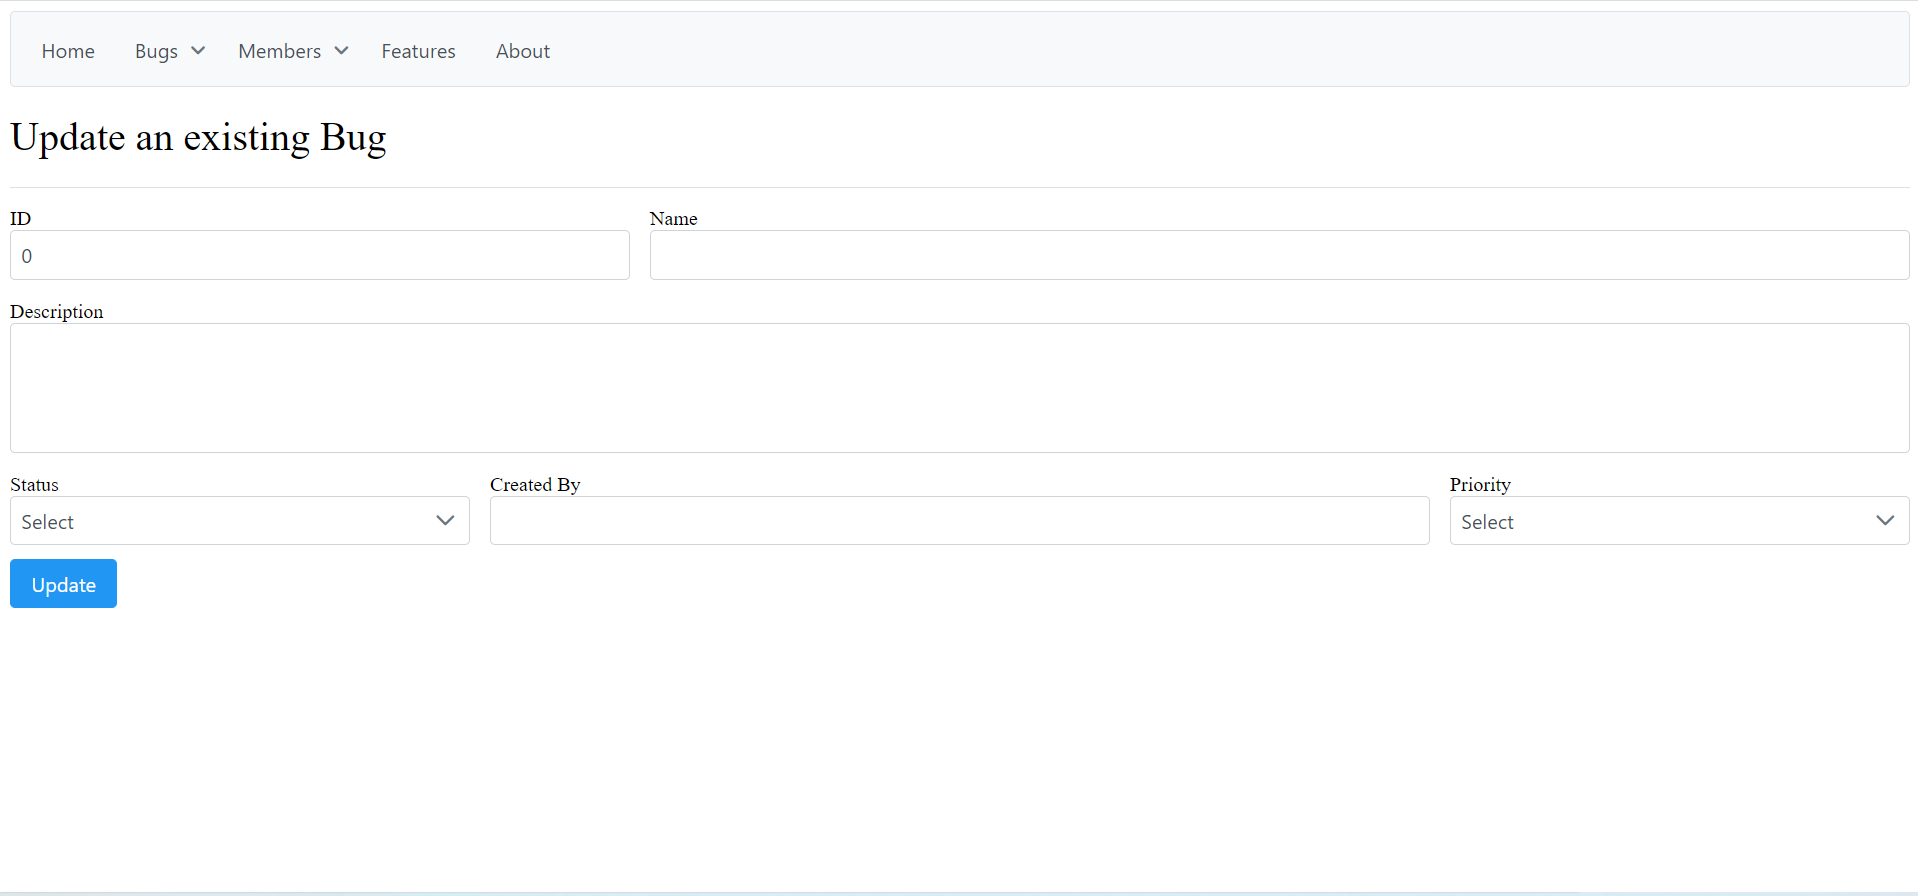 Home Bugs Members Features About
Update an existing Bug
ID Name
0
Description
Status Created By Priority
Select Select
Update